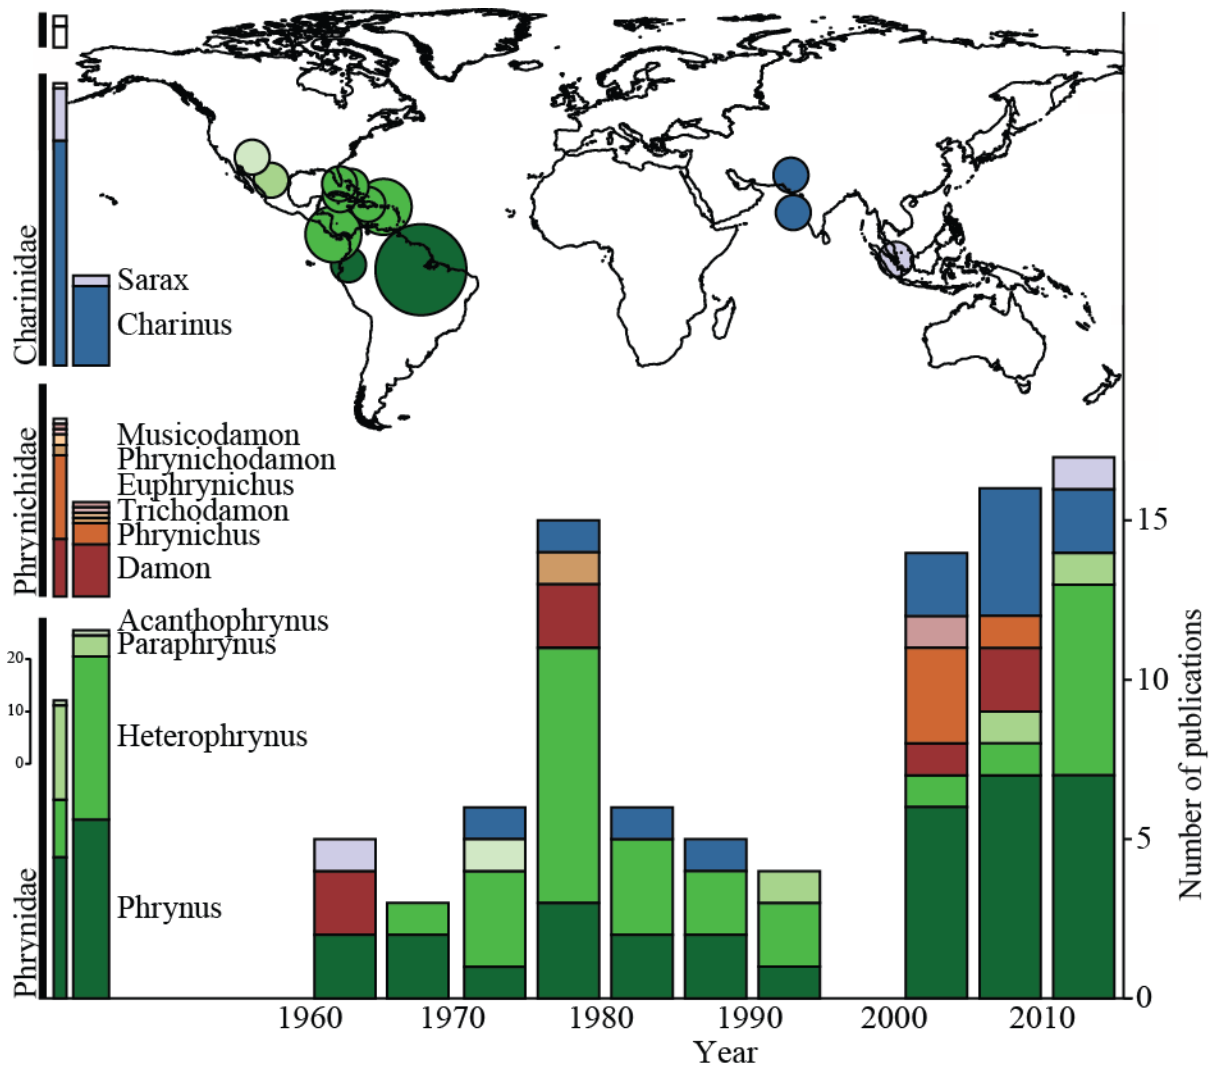 Charinidae
Sarax
Charinus
Phrynichidae
Musicodamon
Phrynichodamon
Euphrynichus
Trichodamon
Phrynichus
Damon
Phrynidae
Acanthophrynus
Paraphrynus
Heterophrynus
Phrynus
20
10
0
15
10
5
0
Number of publications
1960 1970 1980 1990 2000 2010
Year